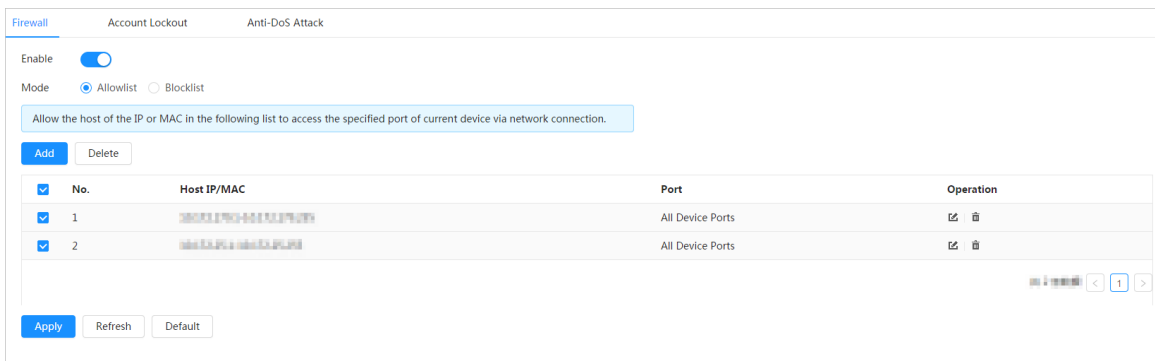 Firewall Account Lockout Anti-DoS Attack
Enable
Mode Allowlist Blocklist
Allow the host of the IP or MAC in the following list to access the specified port of current device via network connection.
Add Delete
No. Host IP/MAC Port Operation
1 All Device Ports
2 All Device Ports
< 1 >
Apply Refresh Default